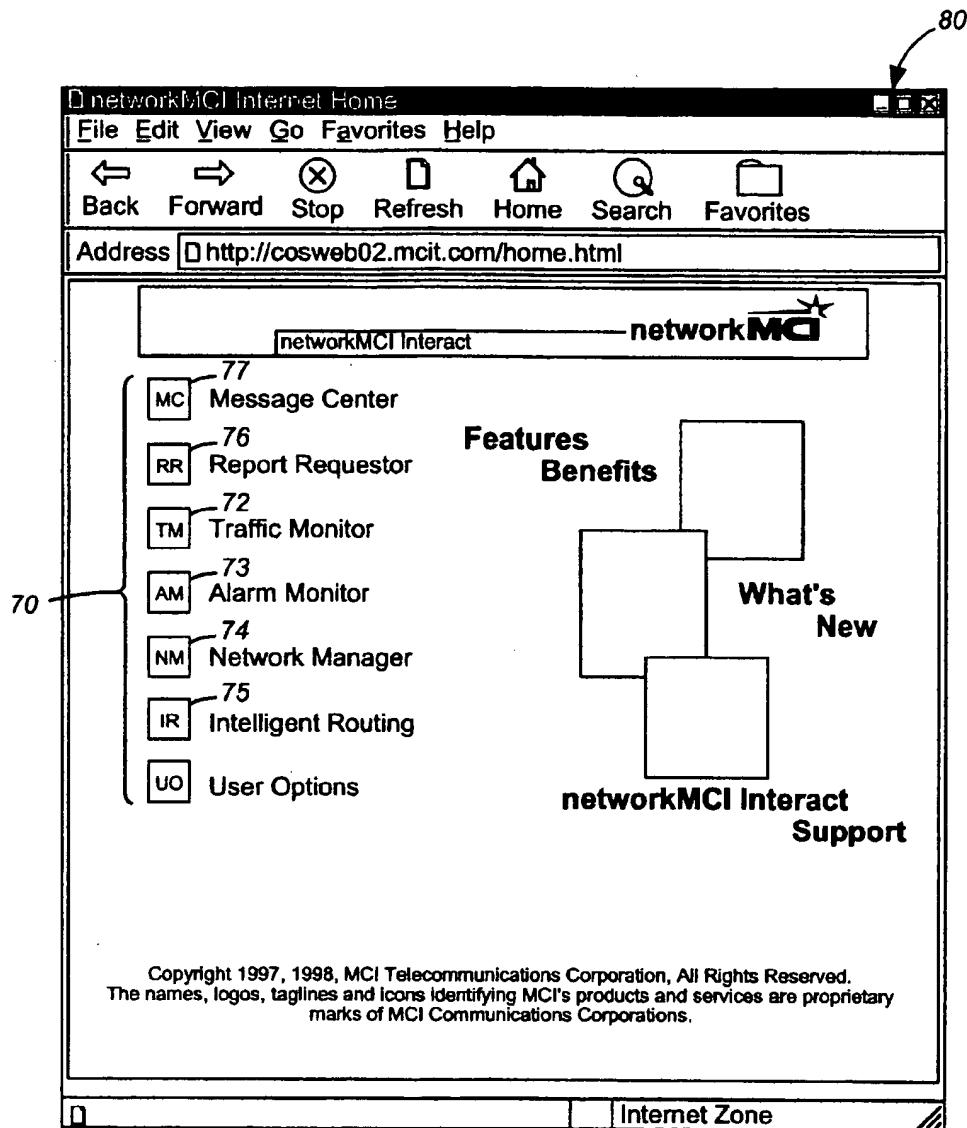 80
networkMCI Internet Home
File Edit View Go Favorites Help
Back Forward Stop Refresh Home Search Favorites
Address http://cosweb02.mcit.com/home.html
networkMCI Interact
networkMCI
77
MC Message Center
76
RR Report Requestor
72
TM Traffic Monitor
73
AM Alarm Monitor
70
74
NM Network Manager
75
IR Intelligent Routing
UO User Options
Features
Benefits
What's
New
networkMCI Interact
Support
Copyright 1997, 1998, MCI Telecommunications Corporation, All Rights Reserved.
The names, logos, taglines and icons identifying MCI's products and services are proprietary
marks of MCI Communications Corporations.
Internet Zone